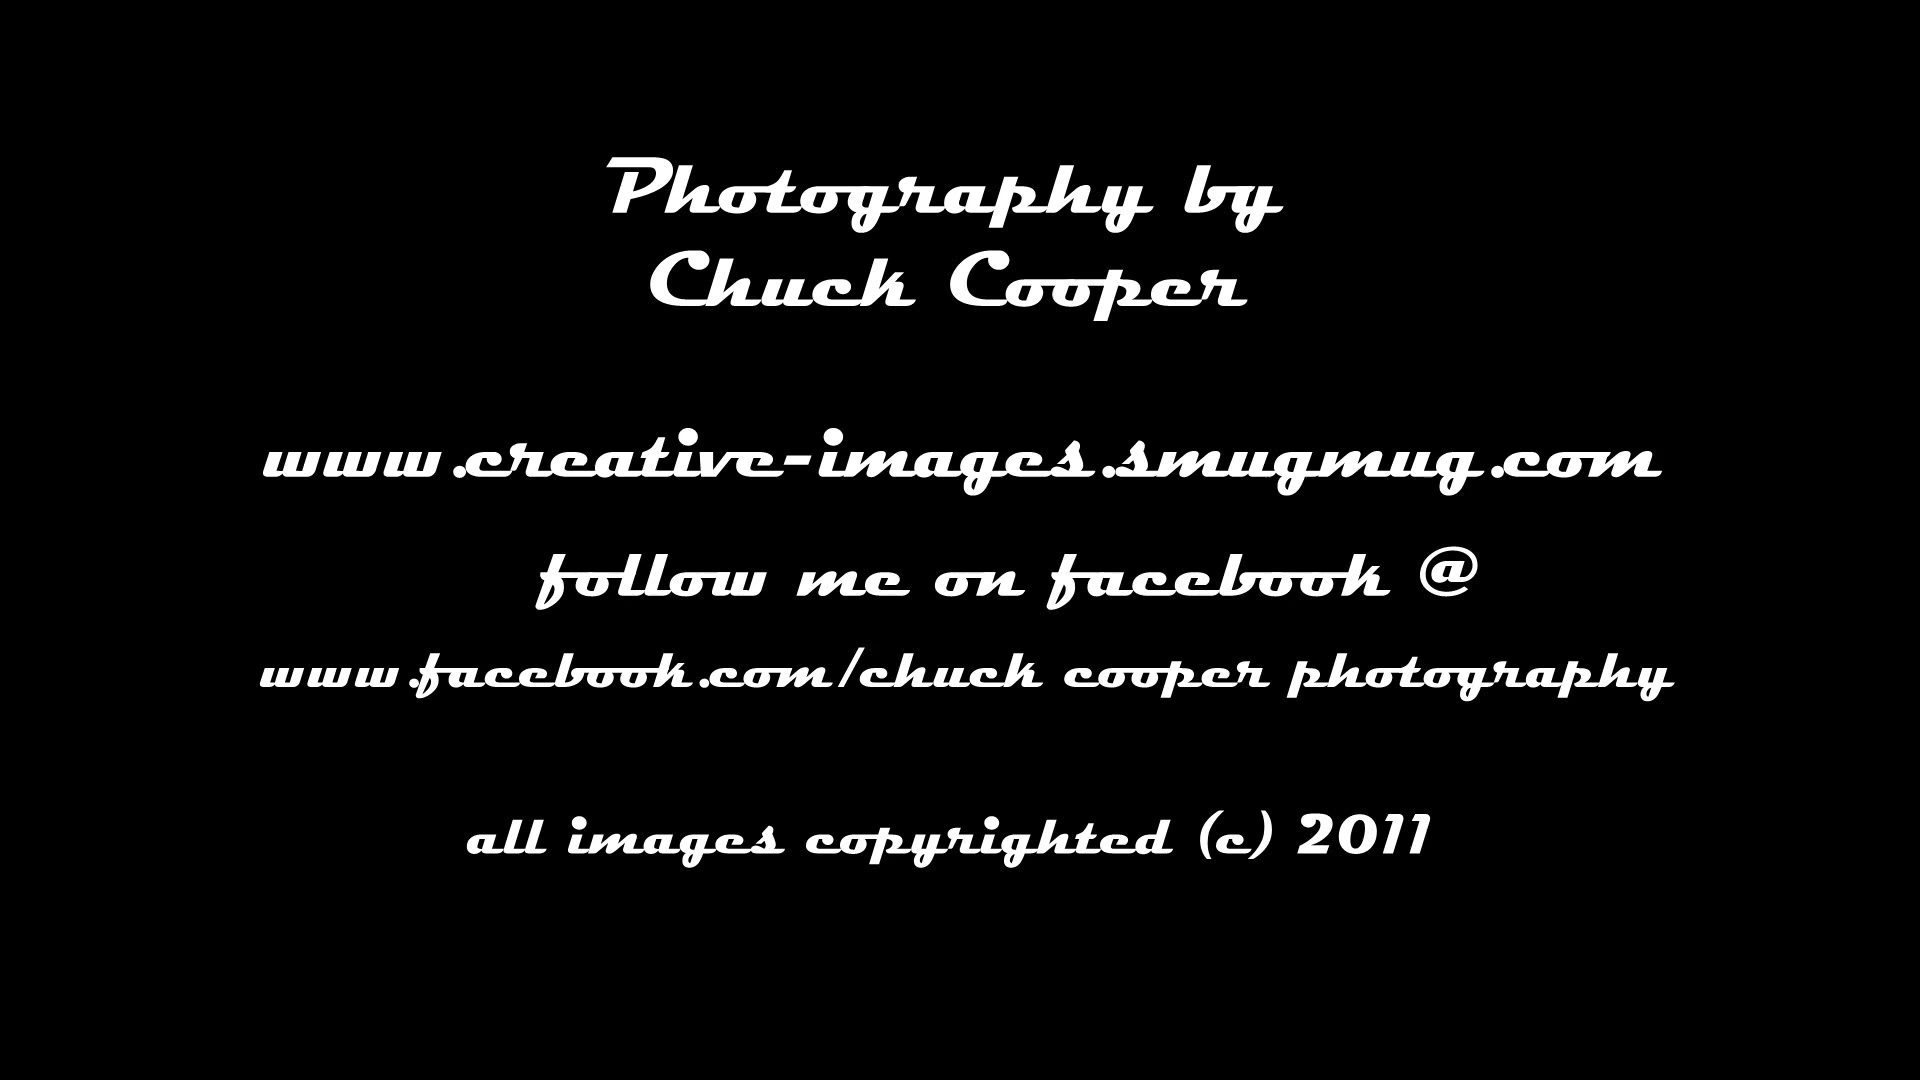 Photography by
Chuck Cooper
www.creative-images.smugmug.com
follow me on facebook @
www.facebook.com/chuck cooper photography
all images copyrighted (c) 2011